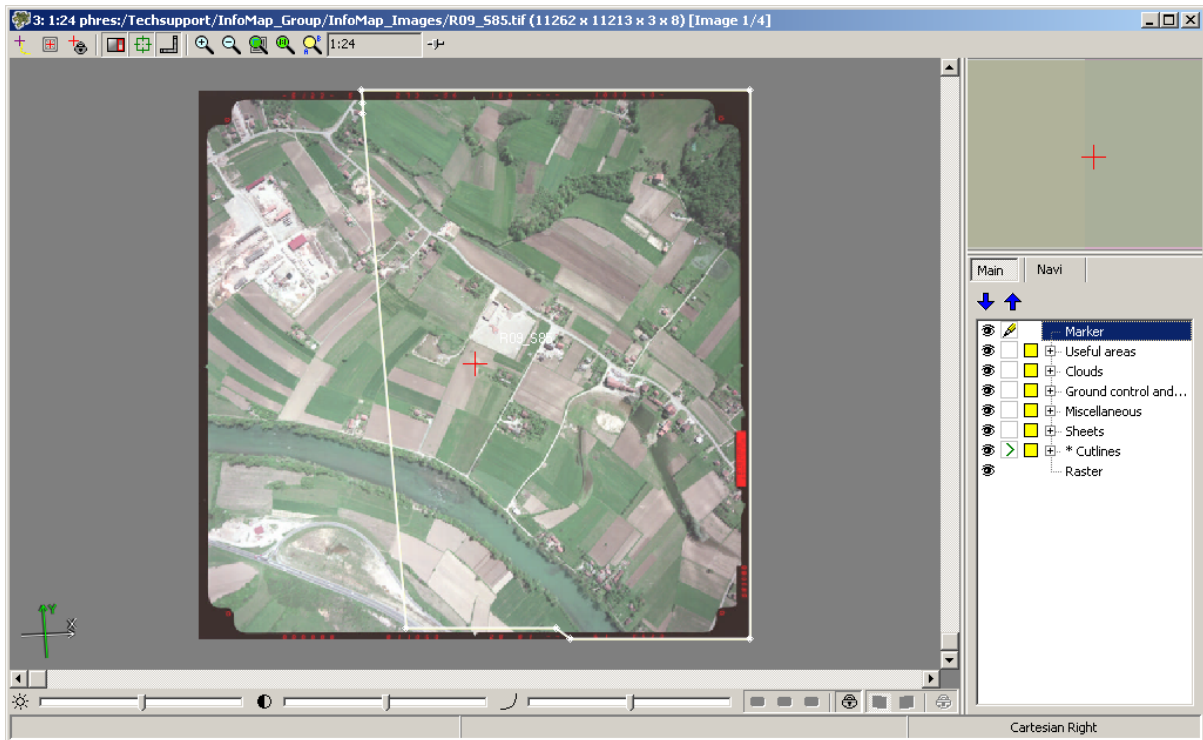 3: 1:24 phres:/Techsupport/InfoMap_Group/InfoMap_Images/R09_S85.tif (11262 x 11213 x 3 x 8) [Image 1/4]
1:24
Main
Navi
Marker
Useful areas
Clouds
Ground control and...
Miscellaneous
Sheets
* Cutlines
Raster
R09_S85
Y
X
Cartesian Right